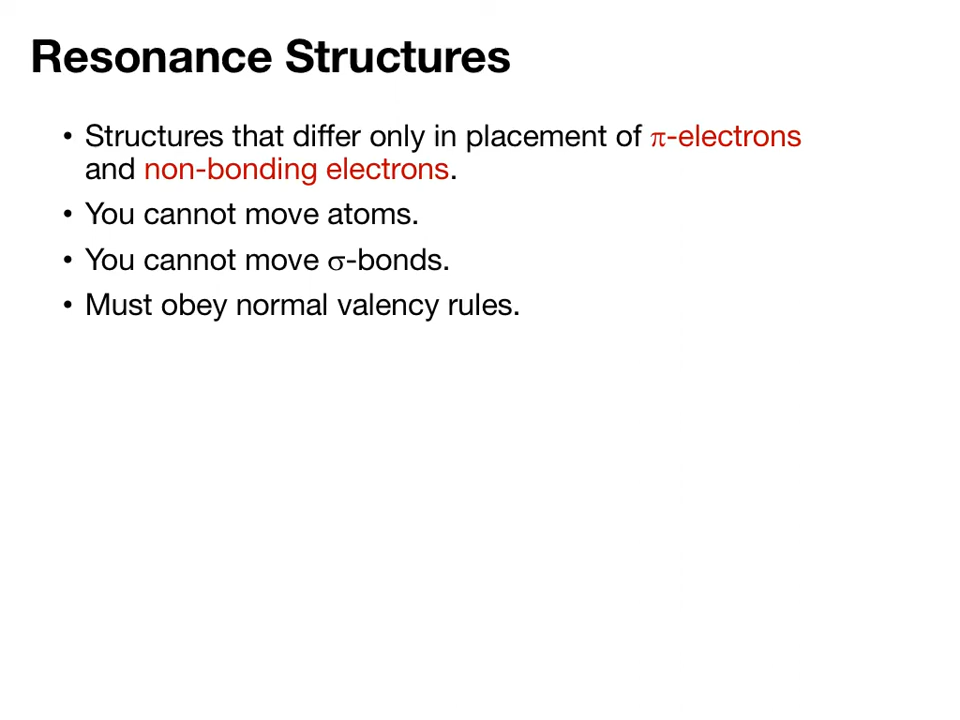 Resonance Structures
• Structures that differ only in placement of π-electrons
and non-bonding electrons.
• You cannot move atoms.
• You cannot move σ-bonds.
• Must obey normal valency rules.